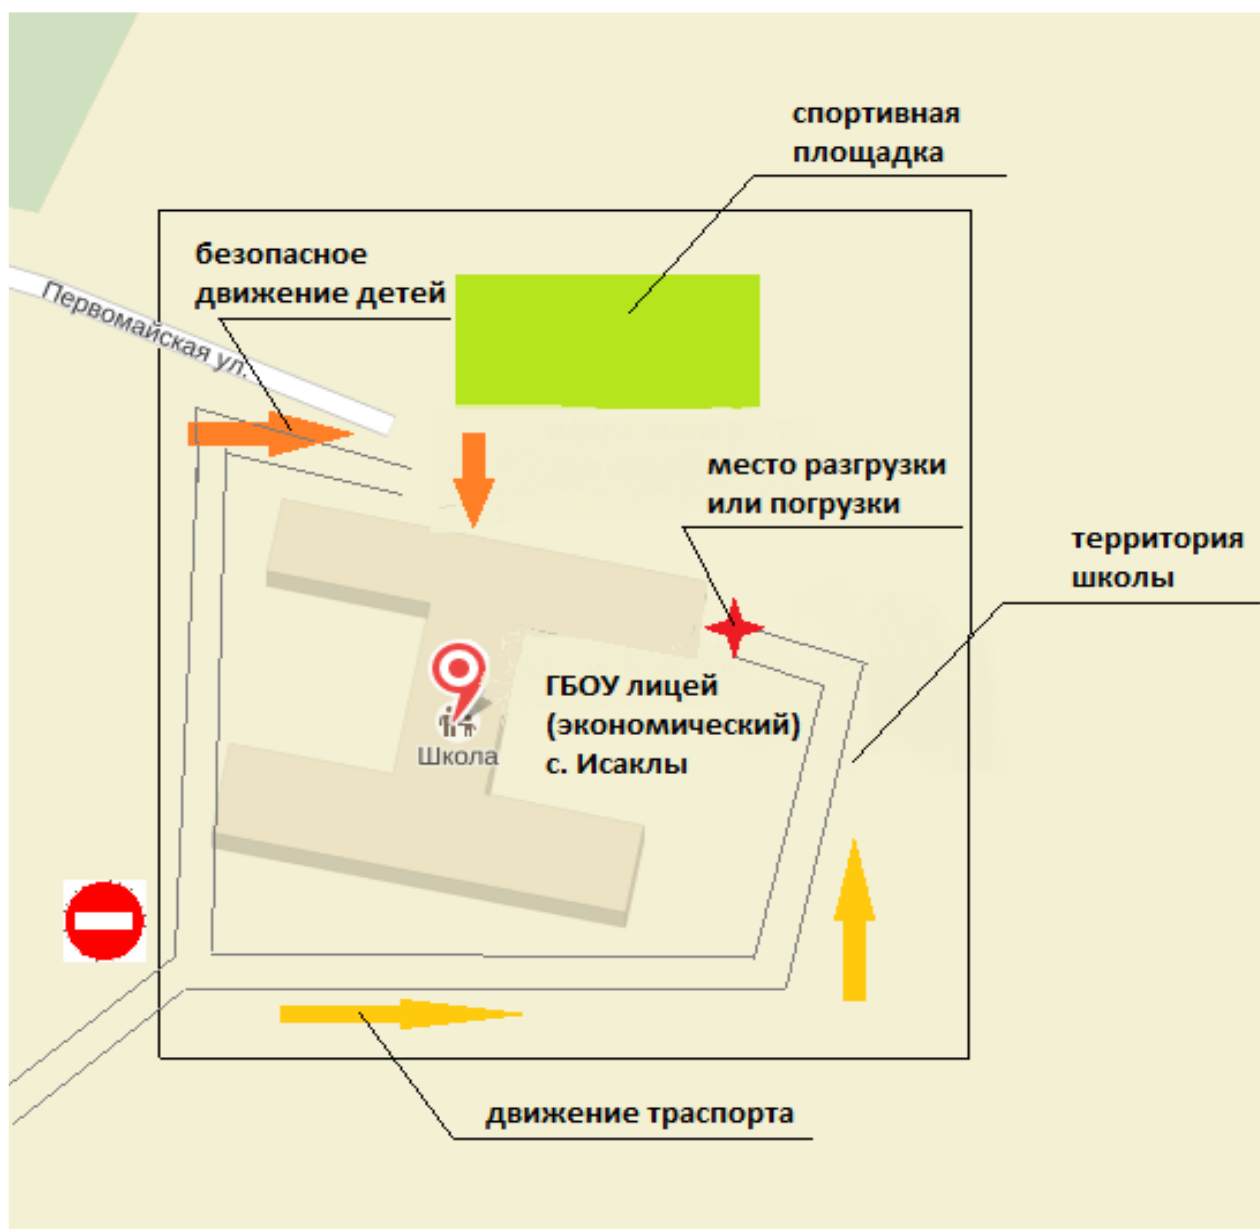 спортивная
площадка
безопасное
движение детей
Первомайская ул.
место разгрузки
или погрузки
территория
школы
ГБОУ лицей
(экономический)
с. Исаклы
Школа
движение траспорта